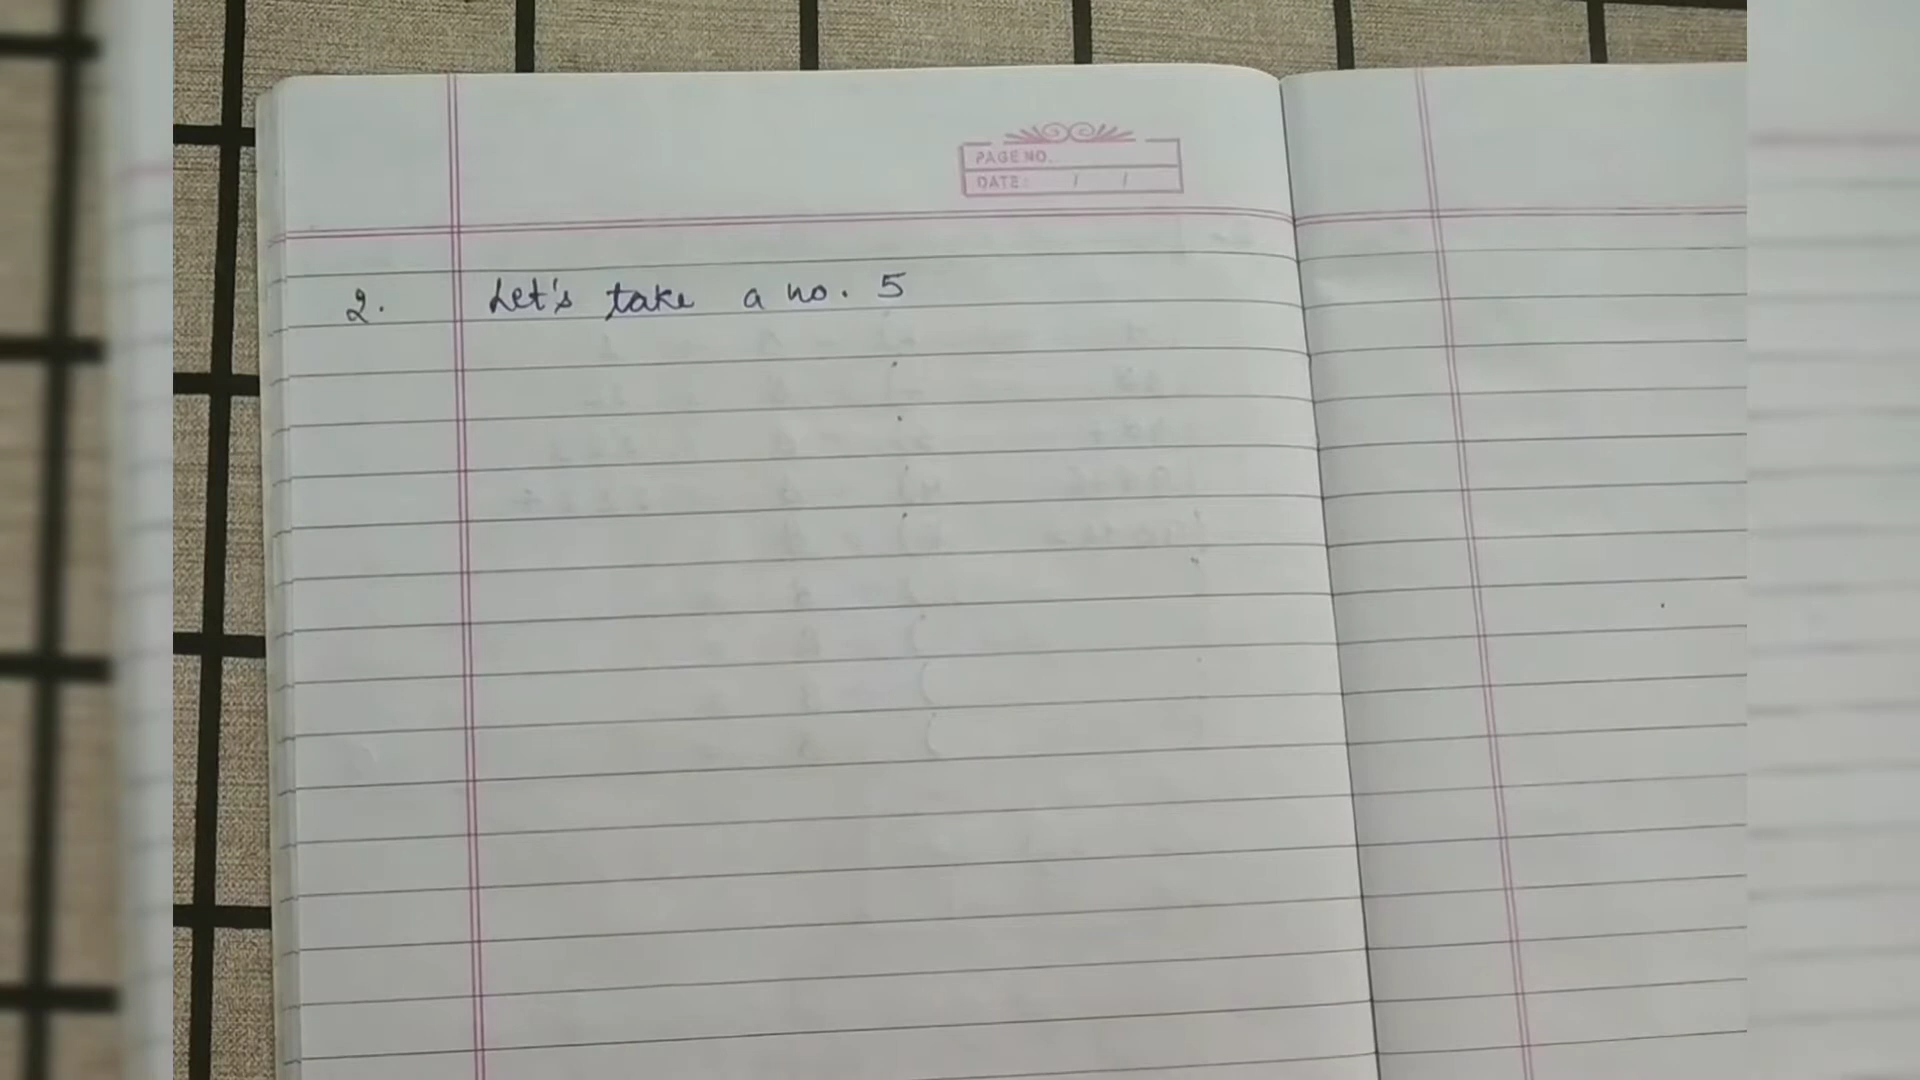 PAGE NO.
DATE: / /
2. Let's take a no. 5